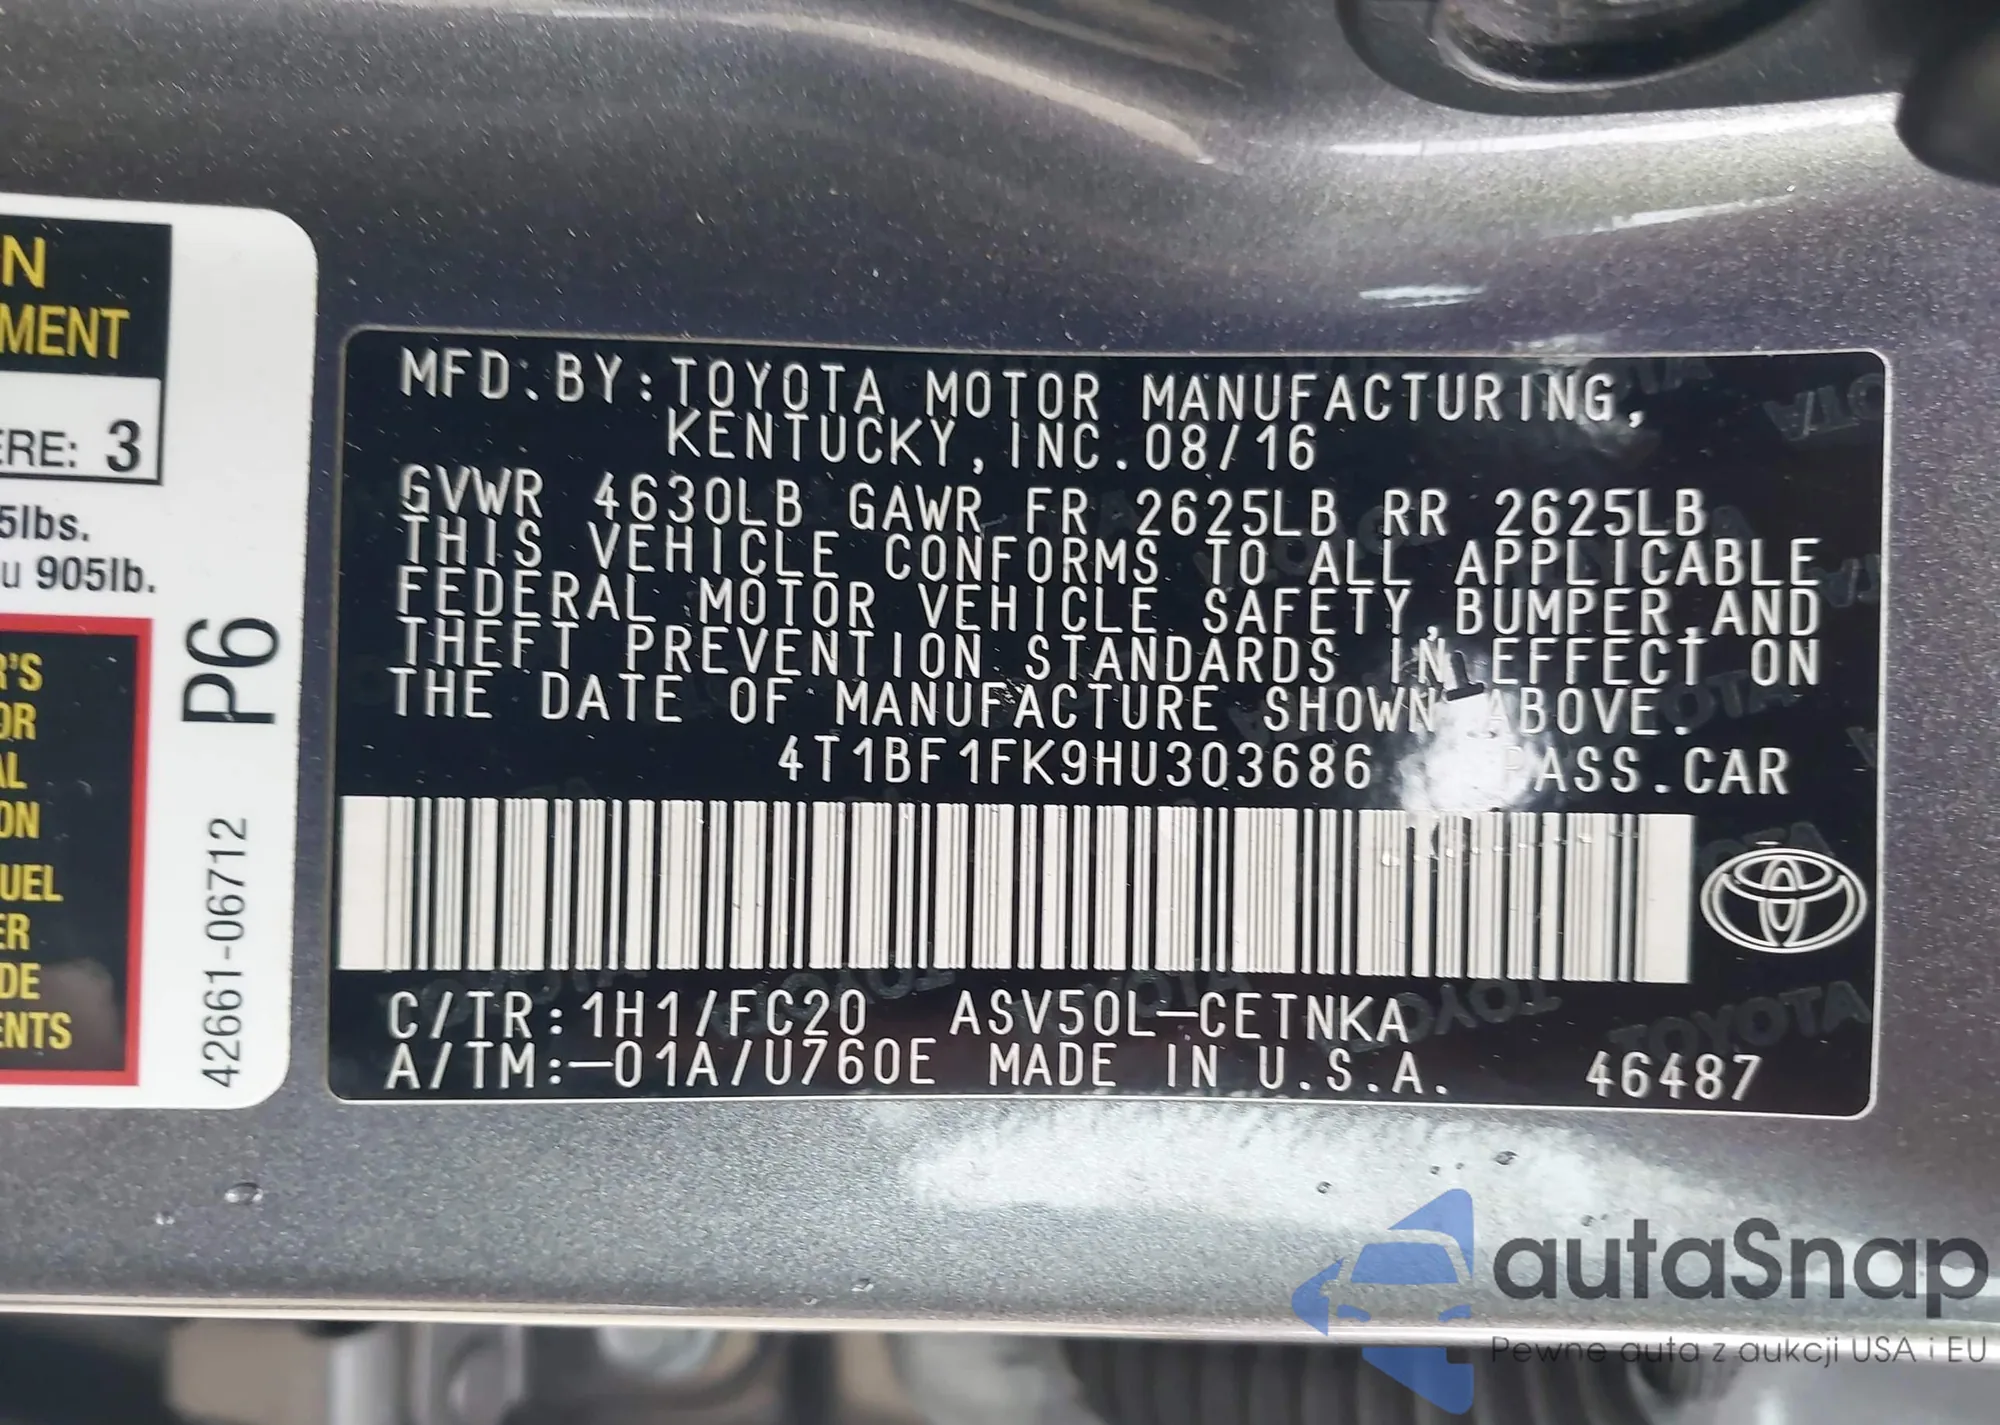 N
MENT
ERE: 3
5lbs.
u 905lb.
R'S
OR
AL
ION
UEL
ER
DE
ENTS
P6
42661-06712
MFD.BY:TOYOTA MOTOR MANUFACTURING,
KENTUCKY,INC.08/16
GVWR 4630LB GAWR FR 2625LB RR 2625LB
THIS VEHICLE CONFORMS TO ALL APPLICABLE
FEDERAL MOTOR VEHICLE SAFETY,BUMPER,AND
THEFT PREVENTION STANDARDS IN EFFECT ON
THE DATE OF MANUFACTURE SHOWN ABOVE.
4T1BF1FK9HU303686 PASS.CAR
C/TR:1H1/FC20 ASV50L-CETNKA
A/TM:-01A/U760E MADE IN U.S.A. 46487
autaSnap
Pewne auta z aukcji USA i EU